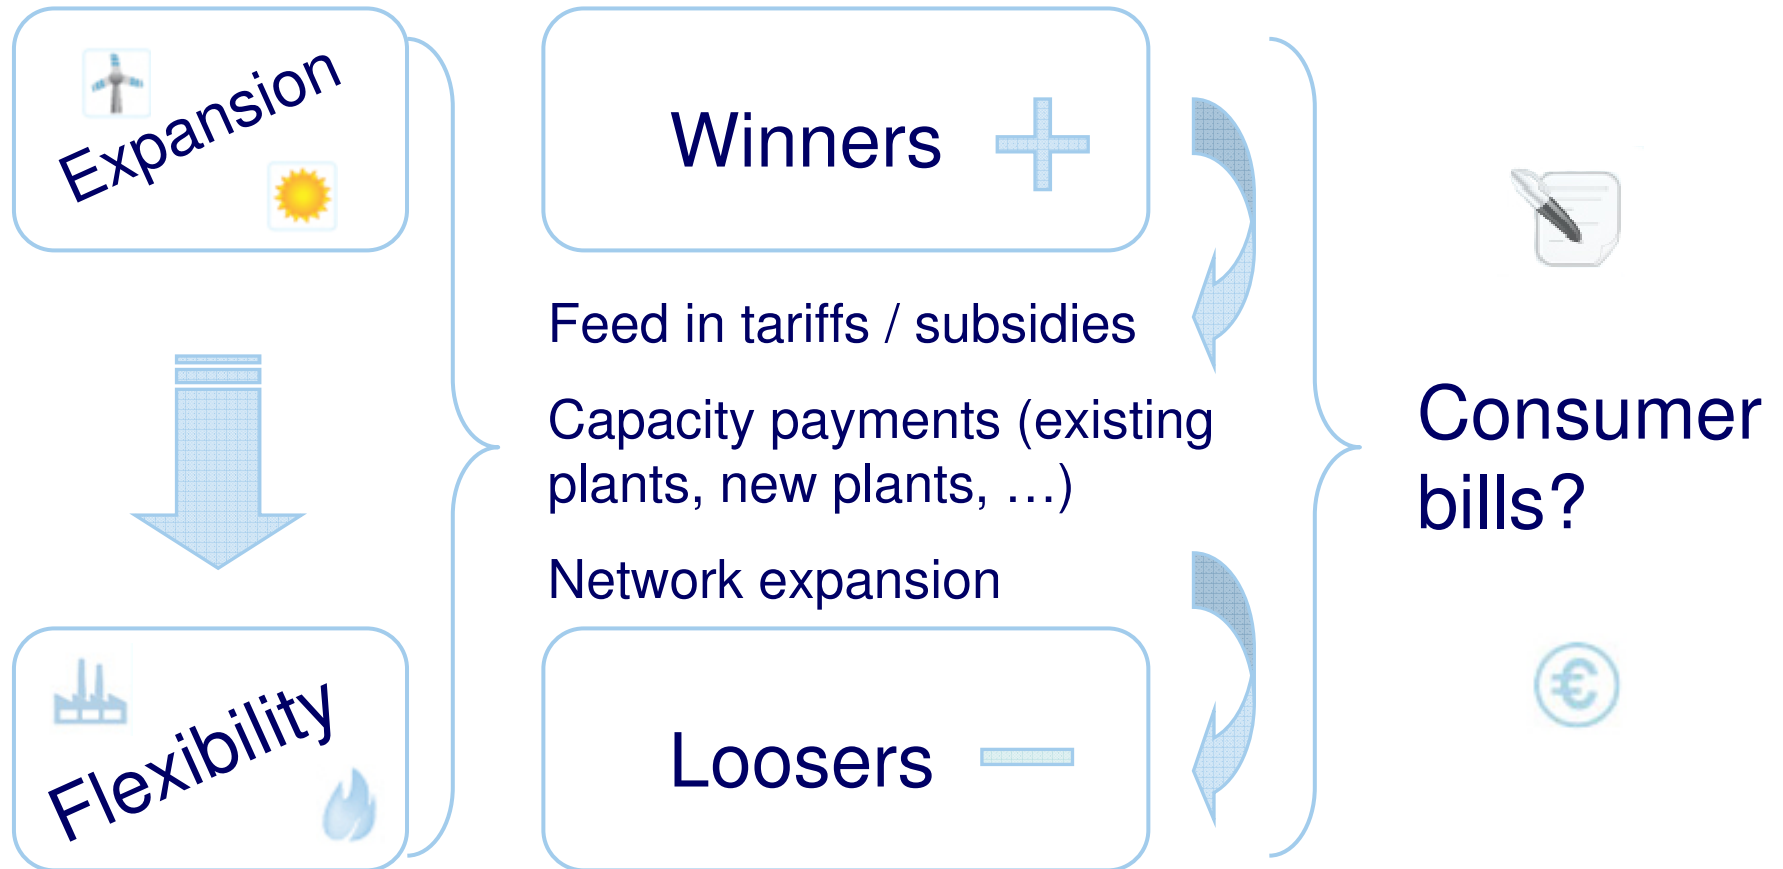 Expansion
Winners
Feed in tariffs / subsidies
Capacity payments (existing
plants, new plants, …)
Network expansion
Consumer
bills?
Flexibility
Loosers